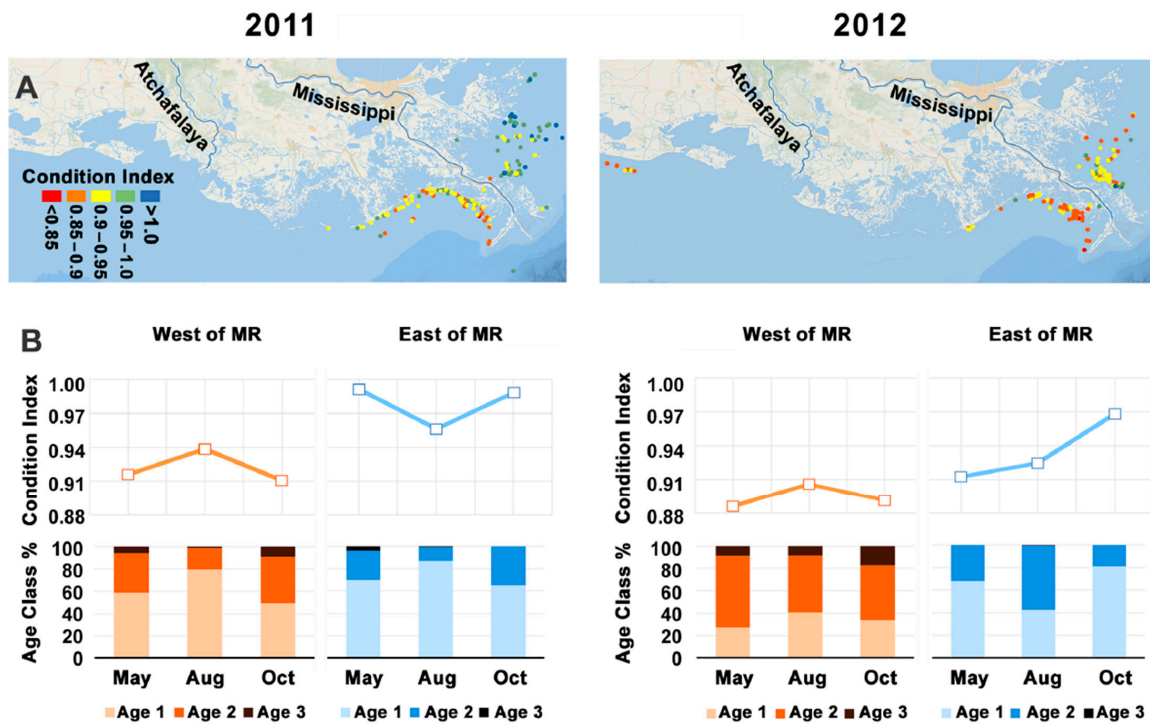 2011
2012
A
Atchafalaya
Mississippi
Condition Index
<0.85
0.85–0.9
0.9–0.95
0.95–1.0
>1.0
Atchafalaya
Mississippi
B
West of MR
East of MR
West of MR
East of MR
Condition Index
1.00
0.97
0.94
0.91
0.88
Age Class %
100
80
60
40
20
0
May Aug Oct
May Aug Oct
Age 1 Age 2 Age 3
Age 1 Age 2 Age 3
Condition Index
1.00
0.97
0.94
0.91
0.88
Age Class %
100
80
60
40
20
0
May Aug Oct
May Aug Oct
Age 1 Age 2 Age 3
Age 1 Age 2 Age 3